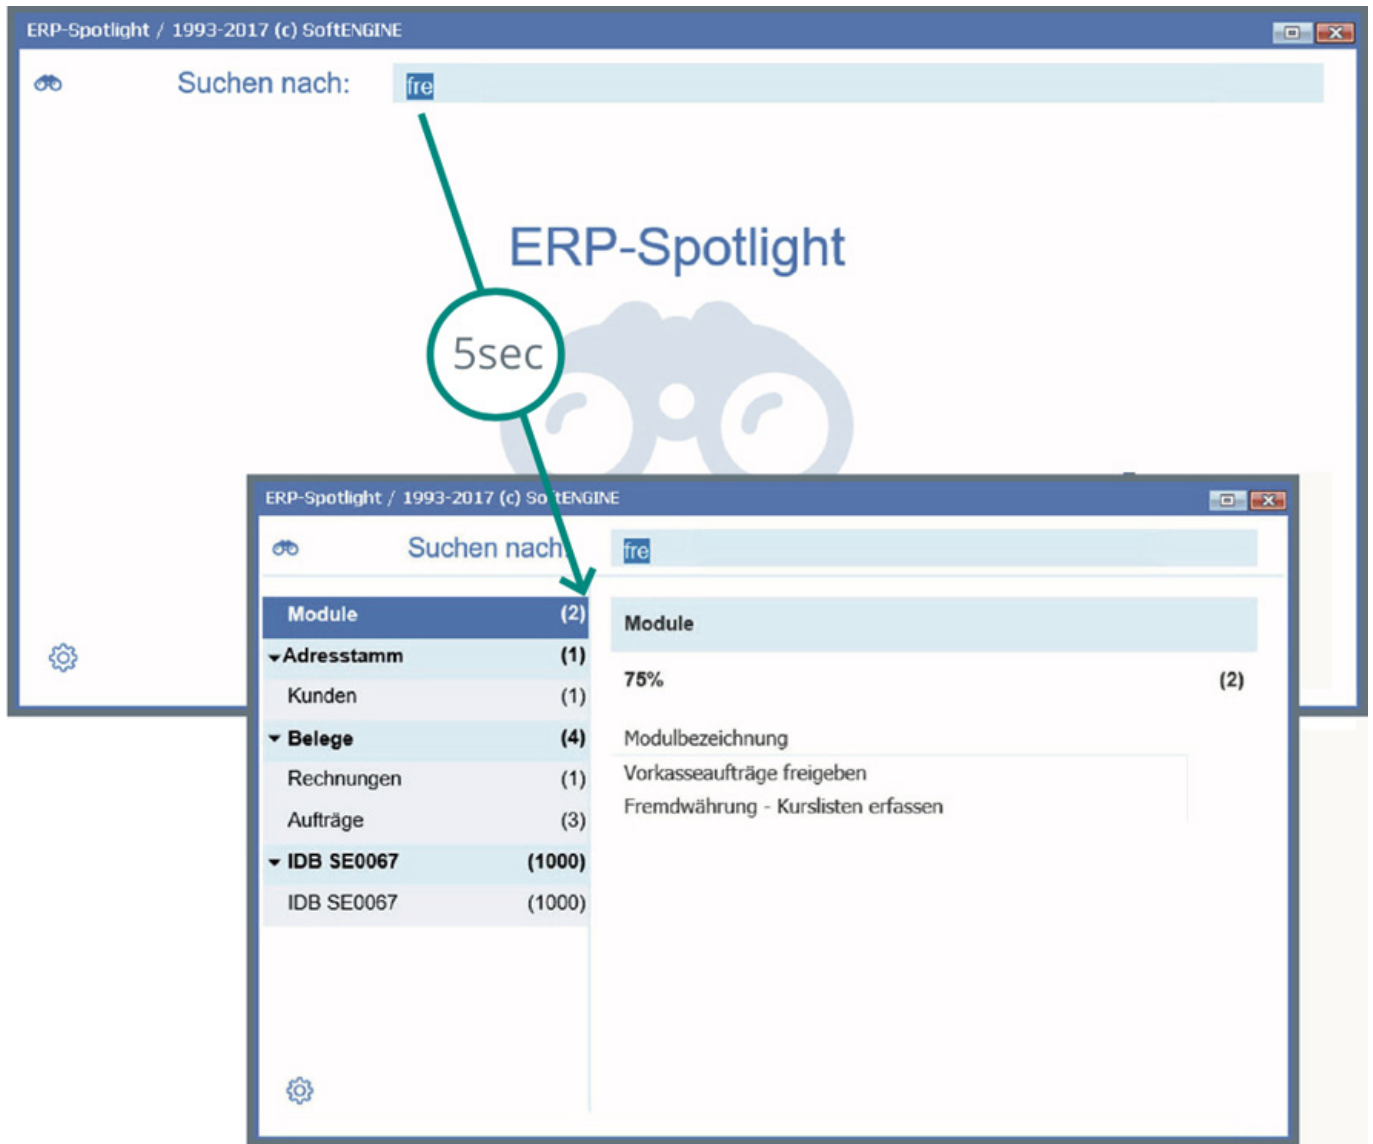 ERP-Spotlight / 1993-2017 (c) SoftENGINE
Suchen nach: fre
ERP-Spotlight
5sec
ERP-Spotlight / 1993-2017 (c) SoftENGINE
Suchen nach: fre
Module (2)
Adresstamm (1)
Kunden (1)
Belege (4)
Rechnungen (1)
Aufträge (3)
IDB SE0067 (1000)
IDB SE0067 (1000)
Module
75% (2)
Modulbezeichnung
Vorkasseaufträge freigeben
Fremdwährung - Kurslisten erfassen